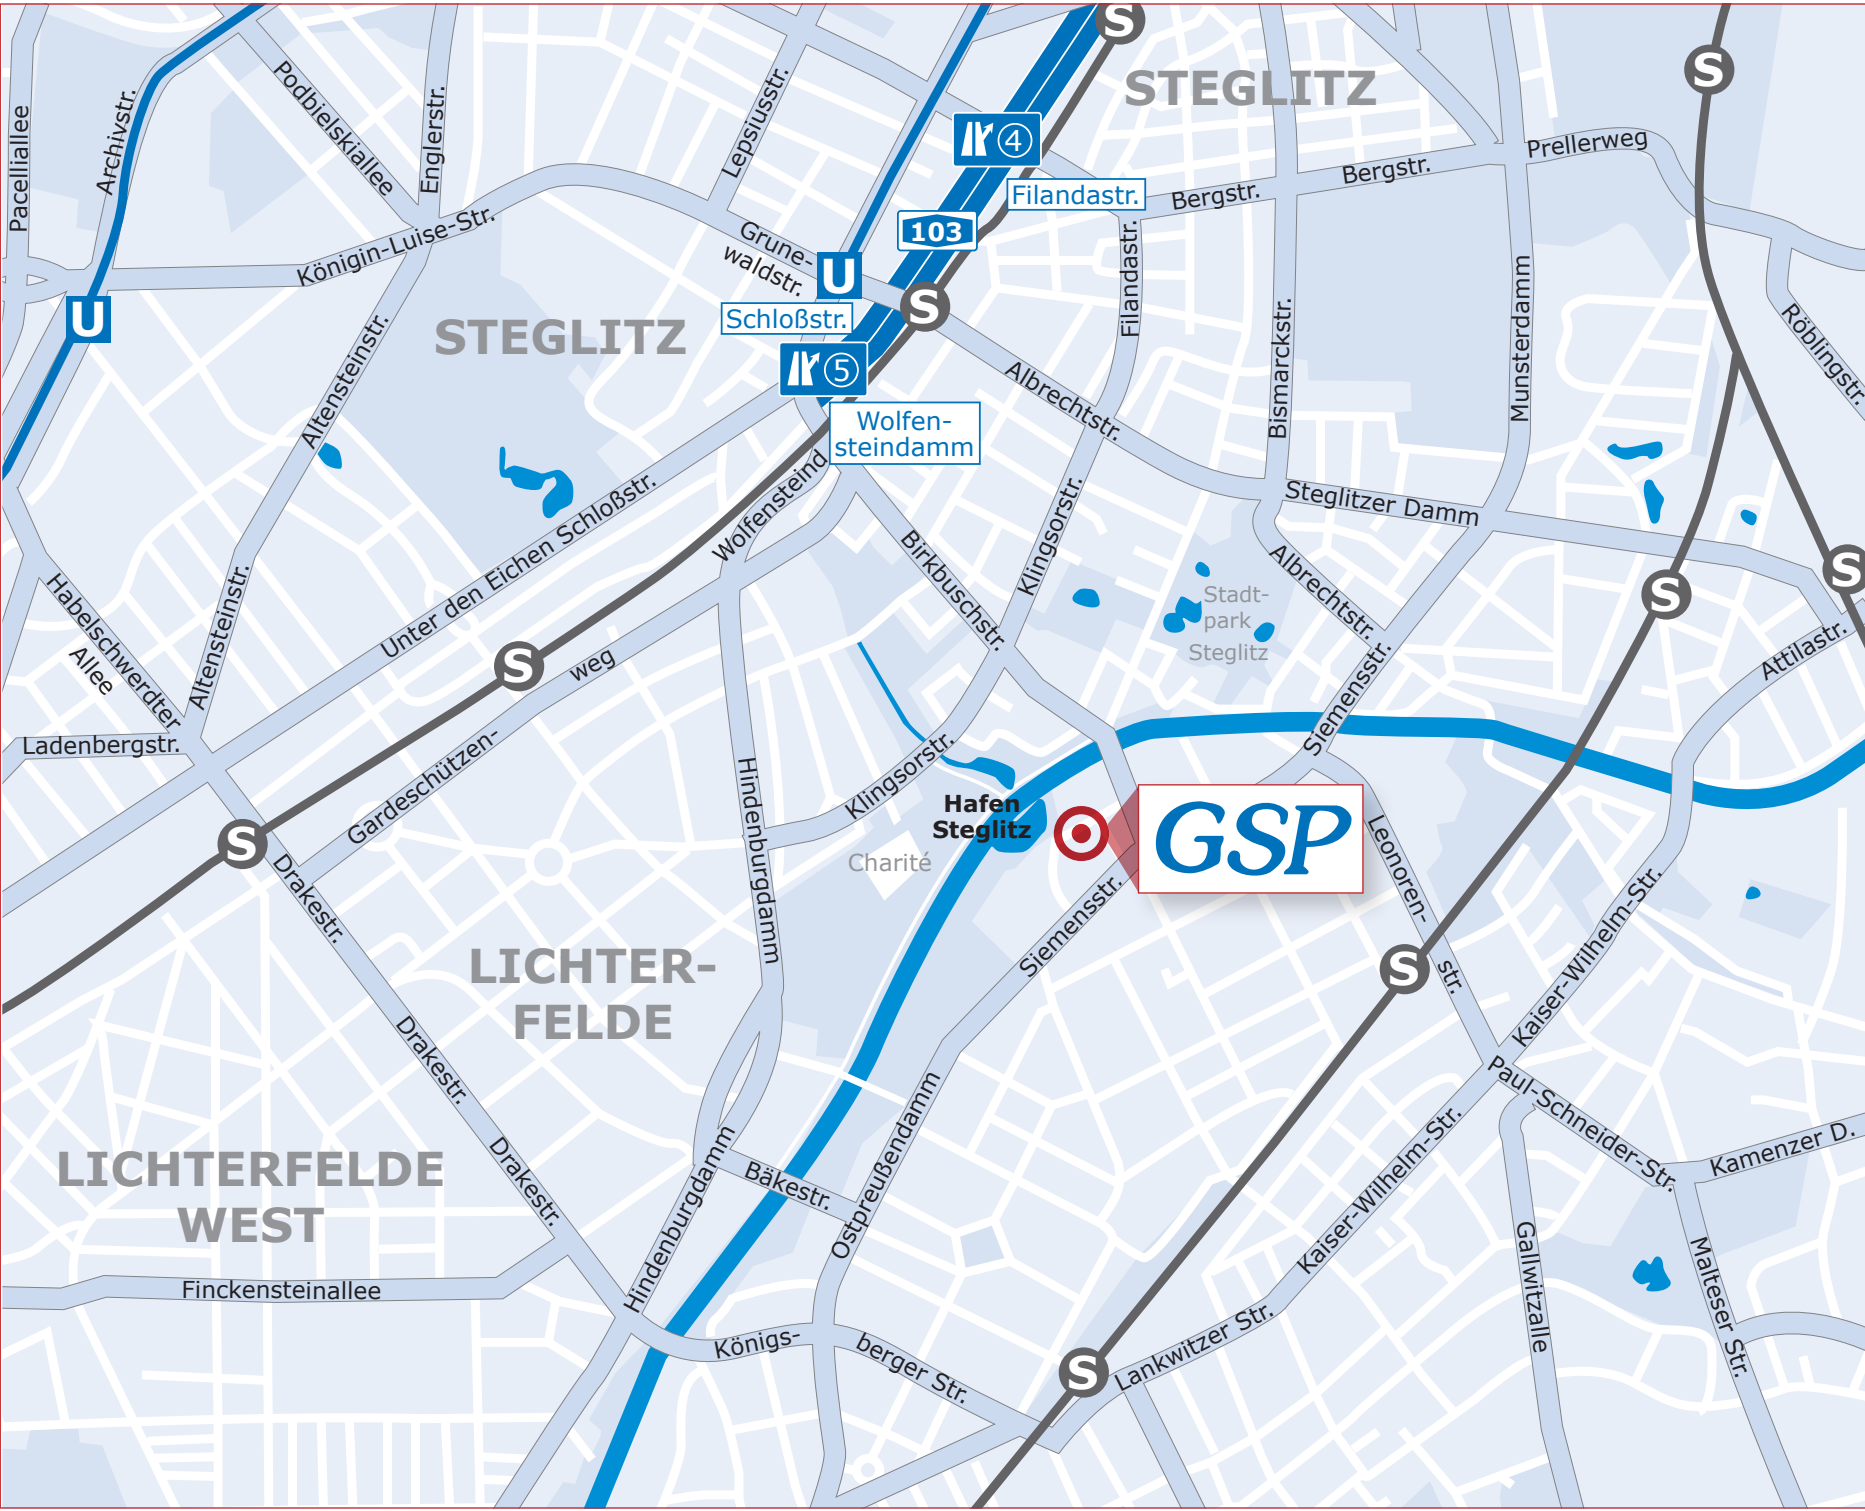 S
STEGLITZ
S
Podbielskiallee
Englerstr.
Lepsiusstr.
Archivstr.
Pacelliallee
4
Prellerweg
Bergstr.
Bergstr.
Filandastr.
103
Königin-Luise-Str.
Grune-
waldstr.
U
S
Filandastr.
U
Schloßstr.
STEGLITZ
5
Altensteinstr.
Bismarckstr.
Munsterdamm
Röblingstr.
Albrechtstr.
Wolfen-
steindamm
Wolfensteind
Unter den Eichen Schloßstr.
Steglitzer Damm
Klingsorstr.
Birkbuschstr.
Albrechtstr.
S
S
Stadt-
park
Steglitz
Habelschwerdter
Allee
Altensteinstr.
S
weg
Attilastr.
Siemensstr.
Ladenbergstr.
Gardeschützen-
Hindenburgdamm
Klingsorstr.
Hafen
Steglitz
GSP
Charité
S
Drakestr.
Leonoren-
str.
Siemensstr.
Kaiser-Wilhelm-Str.
LICHTER-
FELDE
S
Drakestr.
Paul-Schneider-Str.
Ostpreußendamm
Kaiser-Wilhelm-Str.
Kamenzer D.
LICHTERFELDE
WEST
Drakestr.
Bäkestr.
Hindenburgdamm
Gallwitzalle
Malteser Str.
Finckensteinallee
Königs-
berger Str.
S
Lankwitzer Str.